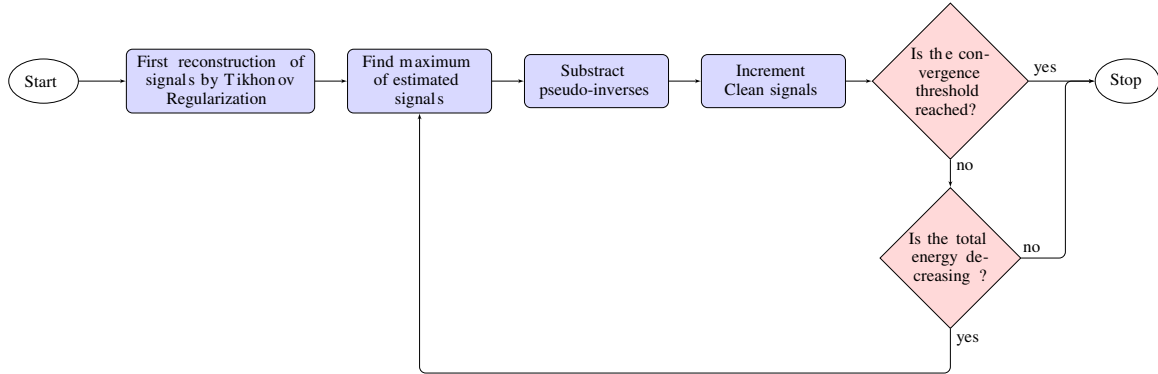 Start
First reconstruction of
signals by Tikhonov
Regularization
Find maximum
of estimated
signals
Substract
pseudo-inverses
Increment
Clean signals
Is the con-
vergence
threshold
reached?
yes
Stop
no
Is the total
energy de-
creasing ?
no
yes